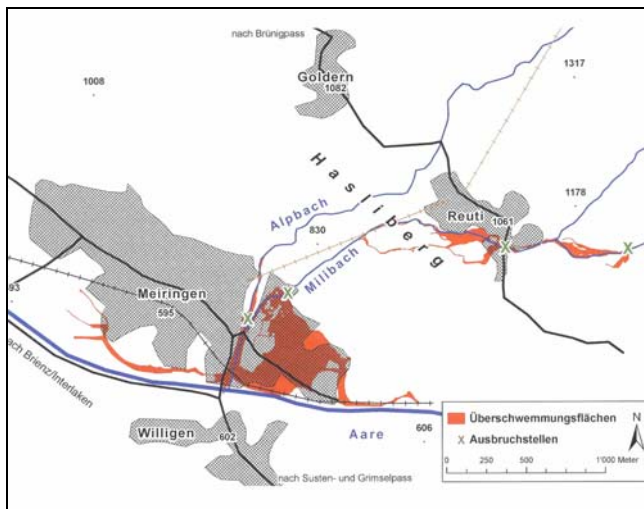 nach Brünigpass
Goldern
1082
1008
1317
Hasliberg
Alpbach
1178
Reuti
1061
830
Milibach
Meiringen
595
93
nach Brienz/Interlaken
Willigen
602
Aare
606
nach Susten- und Grimselpass
Überschwemmungsflächen
N
X Ausbruchstellen
0 250 500 1'000 Meter